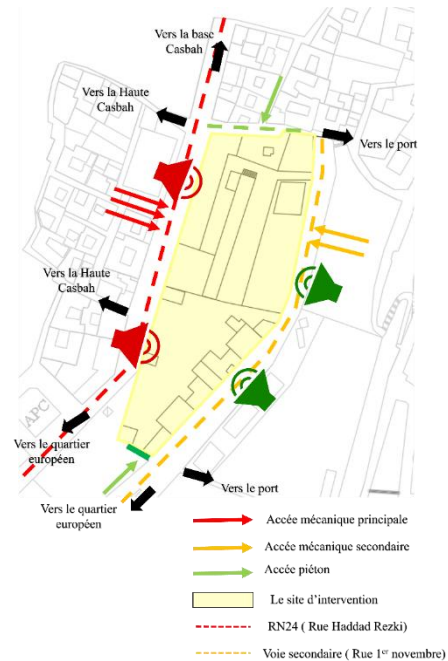 Vers la base
Casbah
Vers la Haute
Casbah
Vers le port
Vers la Haute
Casbah
APC
Vers le quartier
européen
Vers le port
Vers le quartier
européen
Accée mécanique principale
Accée mécanique secondaire
Accée piéton
Le site d'intervention
RN24 ( Rue Haddad Rezki)
Voie secondaire ( Rue 1er novembre)